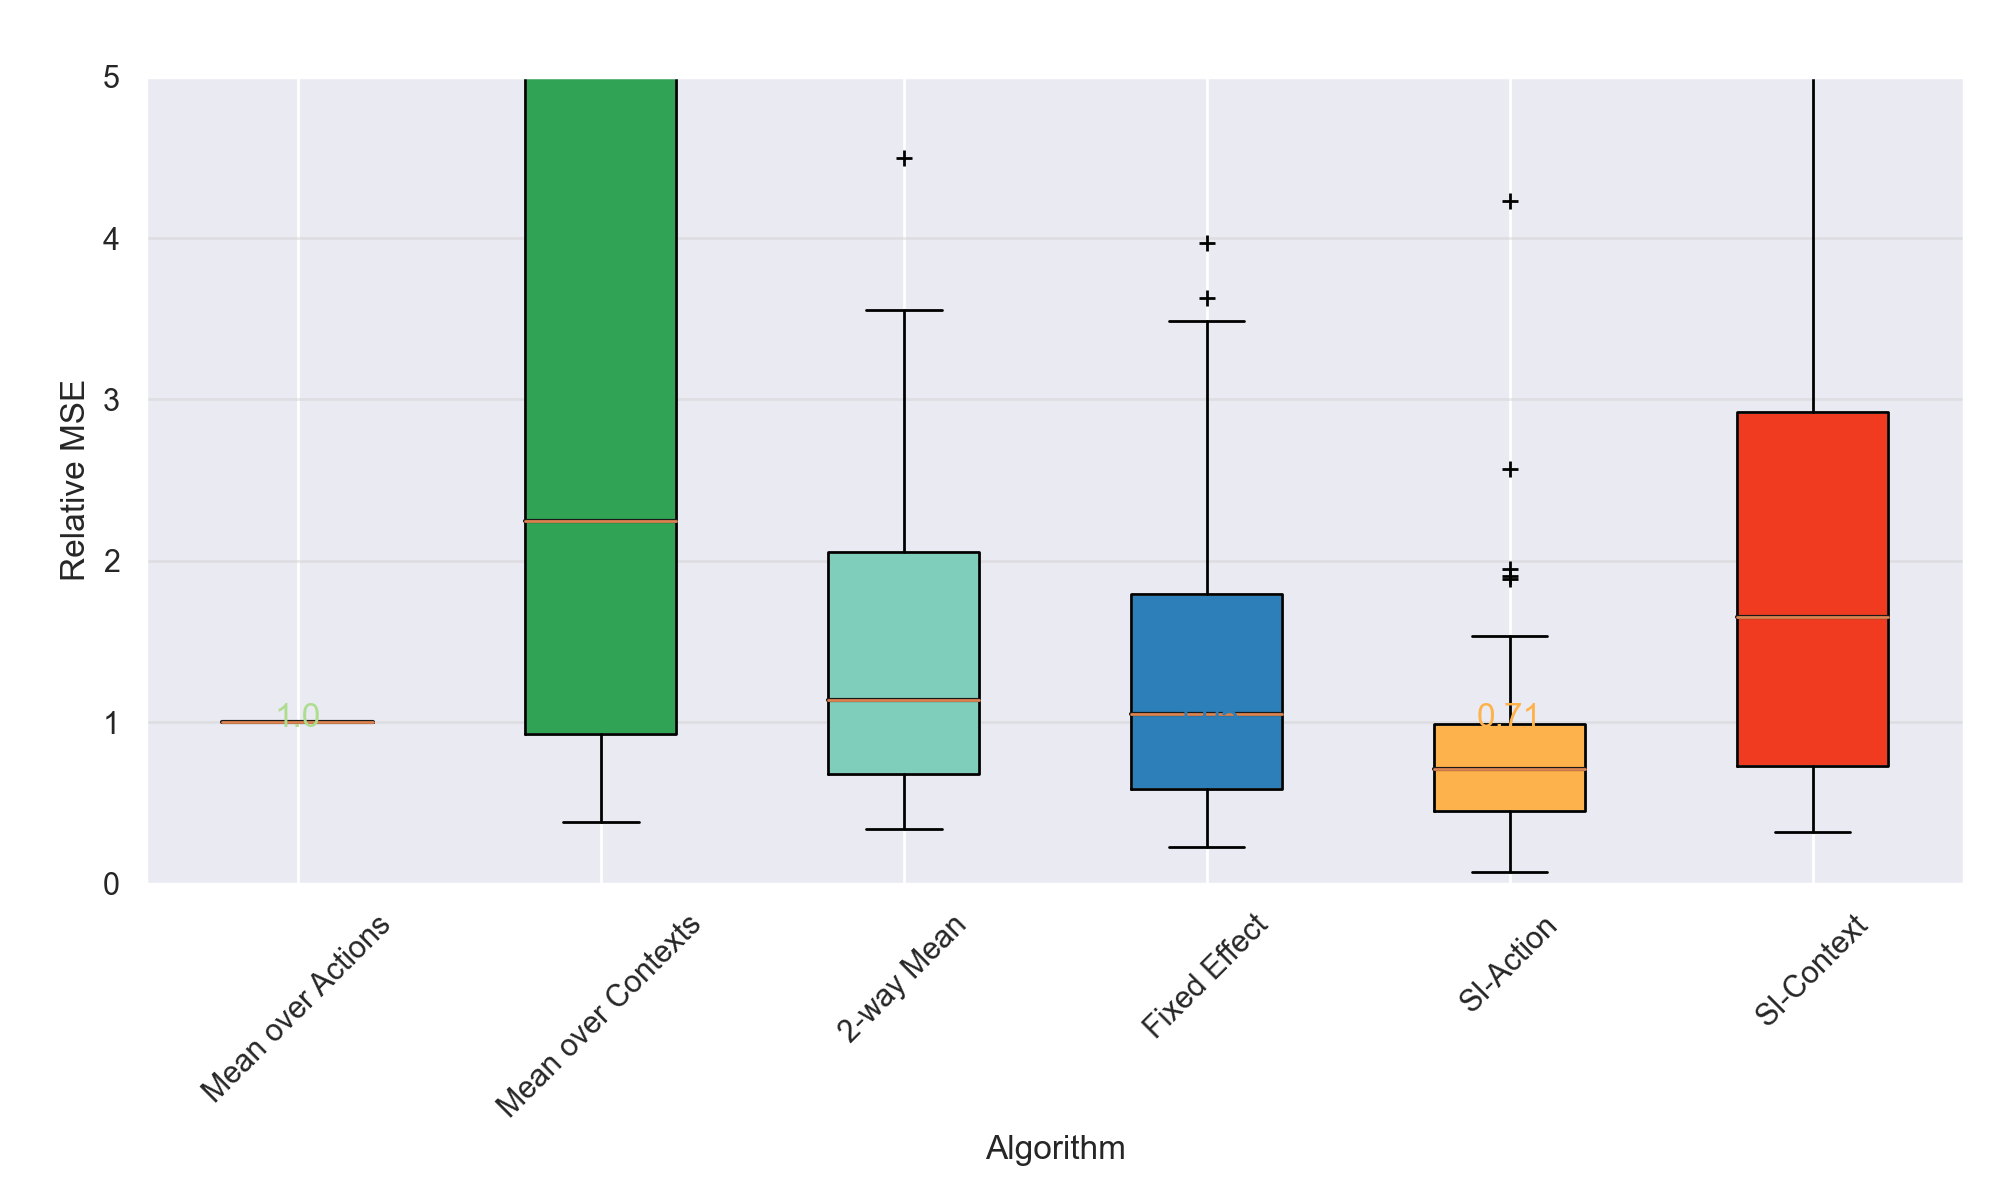 5
4
3
2
1
0
Relative MSE
1.0
0.71
Mean over Actions
Mean over Contexts
2-way Mean
Fixed Effect
SI-Action
SI-Context
Algorithm